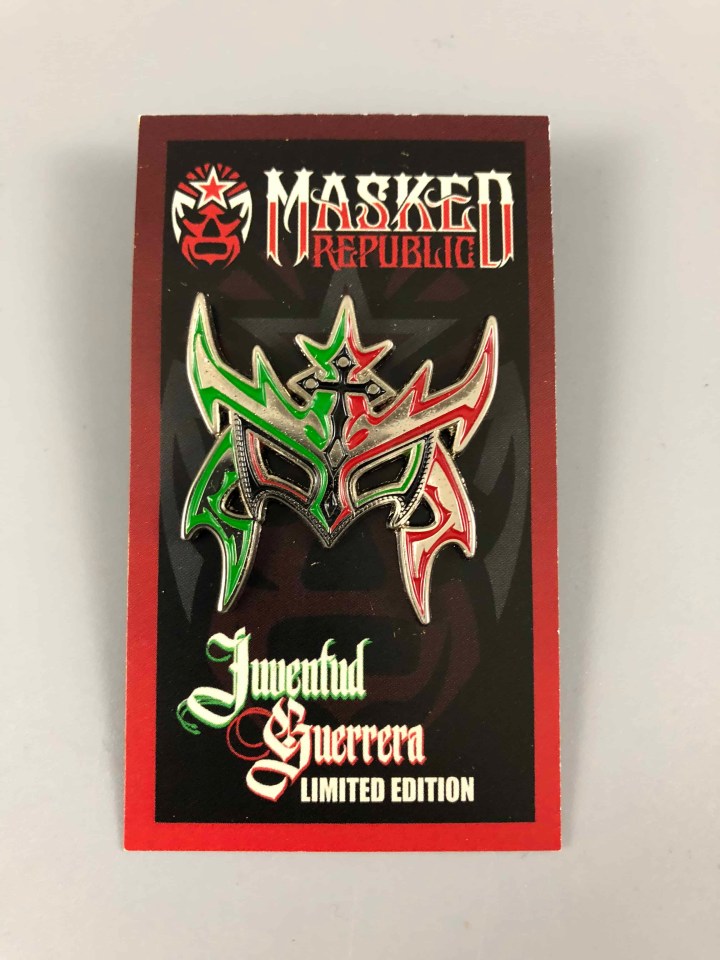 MASKED
REPUBLIC
Juventud
Guerrera
LIMITED EDITION